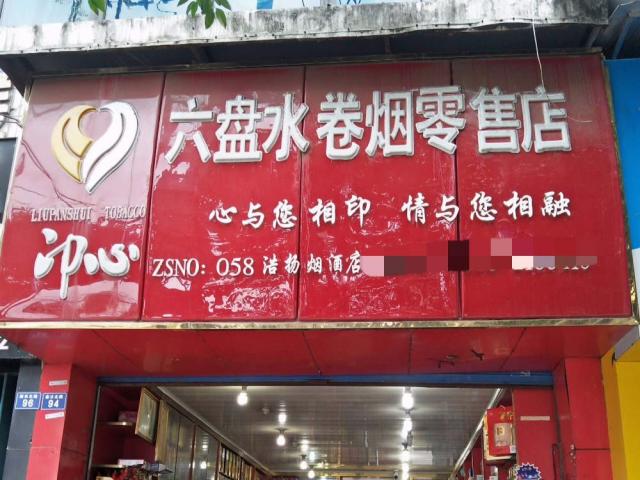 六盘水卷烟零售店
LIUPANSHUI TOBACCO
心与您相印 情与您相融
印心
ZSNO: 058 浩扬烟酒店
96
94